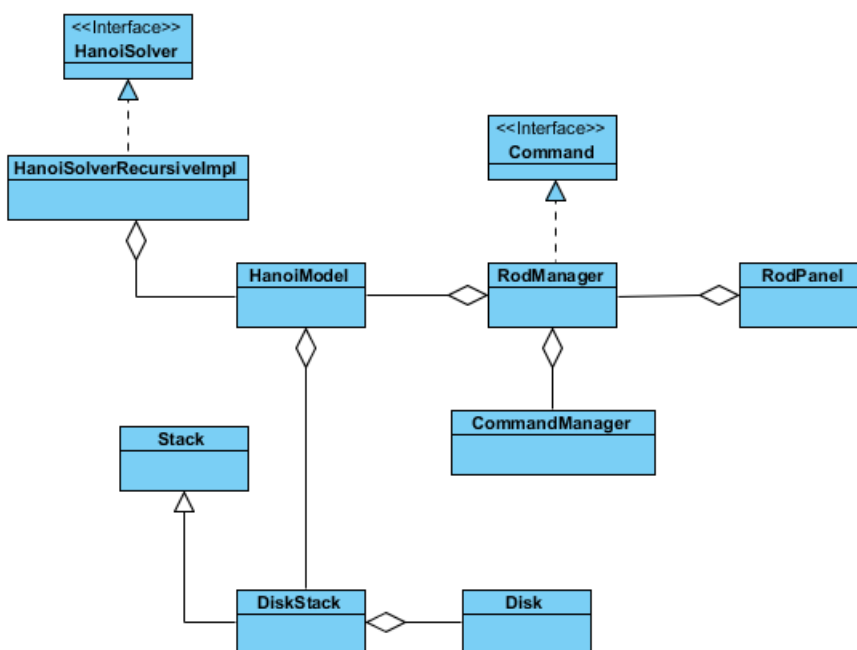 <<Interface>>
HanoiSolver
<<Interface>>
Command
HanoiSolverRecursiveImpl
HanoiModel
RodManager
RodPanel
CommandManager
Stack
DiskStack
Disk